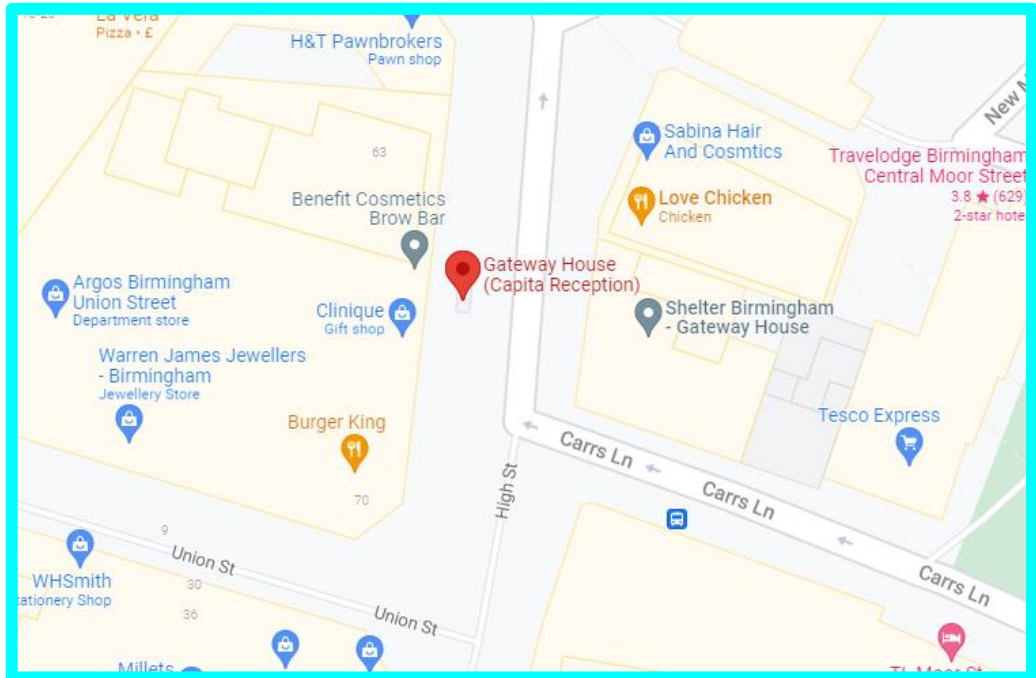 La Vera
Pizza • £
H&T Pawnbrokers
Pawn shop
63
Sabina Hair
And Cosmtics
New
Travelodge Birmingham
Central Moor Street
3.8 ★ (629)
2-star hotel
Benefit Cosmetics
Brow Bar
Love Chicken
Chicken
Gateway House
(Capita Reception)
Argos Birmingham
Union Street
Department store
Clinique
Gift shop
Shelter Birmingham
- Gateway House
Warren James Jewellers
- Birmingham
Jewellery Store
Burger King
70
Tesco Express
High St
Carrs Ln
Carrs Ln
Carrs Ln
9
Union St
WHSmith
tationery Shop
30
36
Union St
Millets
TL Moor St